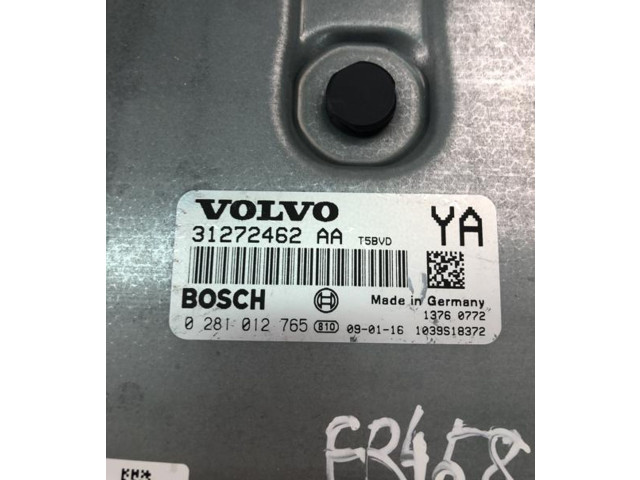 VOLVO
31272462 AA T5BVD YA
BOSCH Made in Germany
1376 0772
0 281 012 765 810 09-01-16 1039S18372